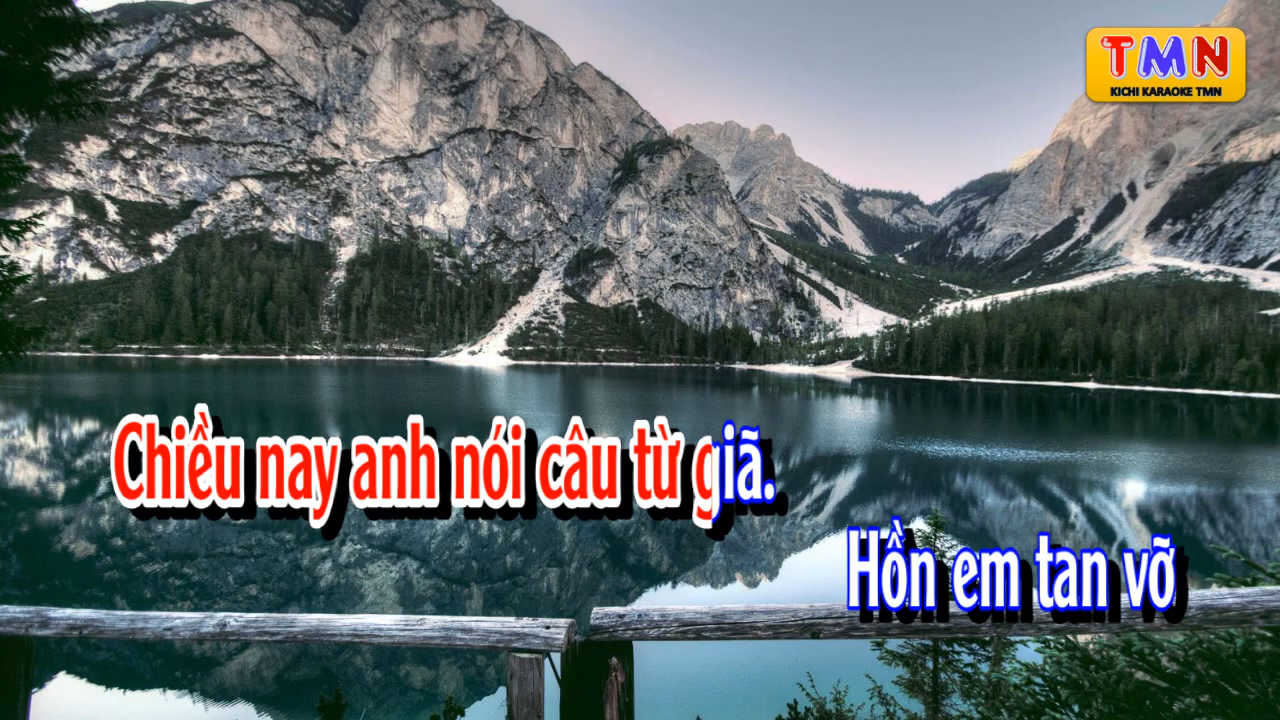 TMN
KICHI KARAOKE TMN
Chiều nay anh nói câu từ giã.
Hồn em tan vỡ